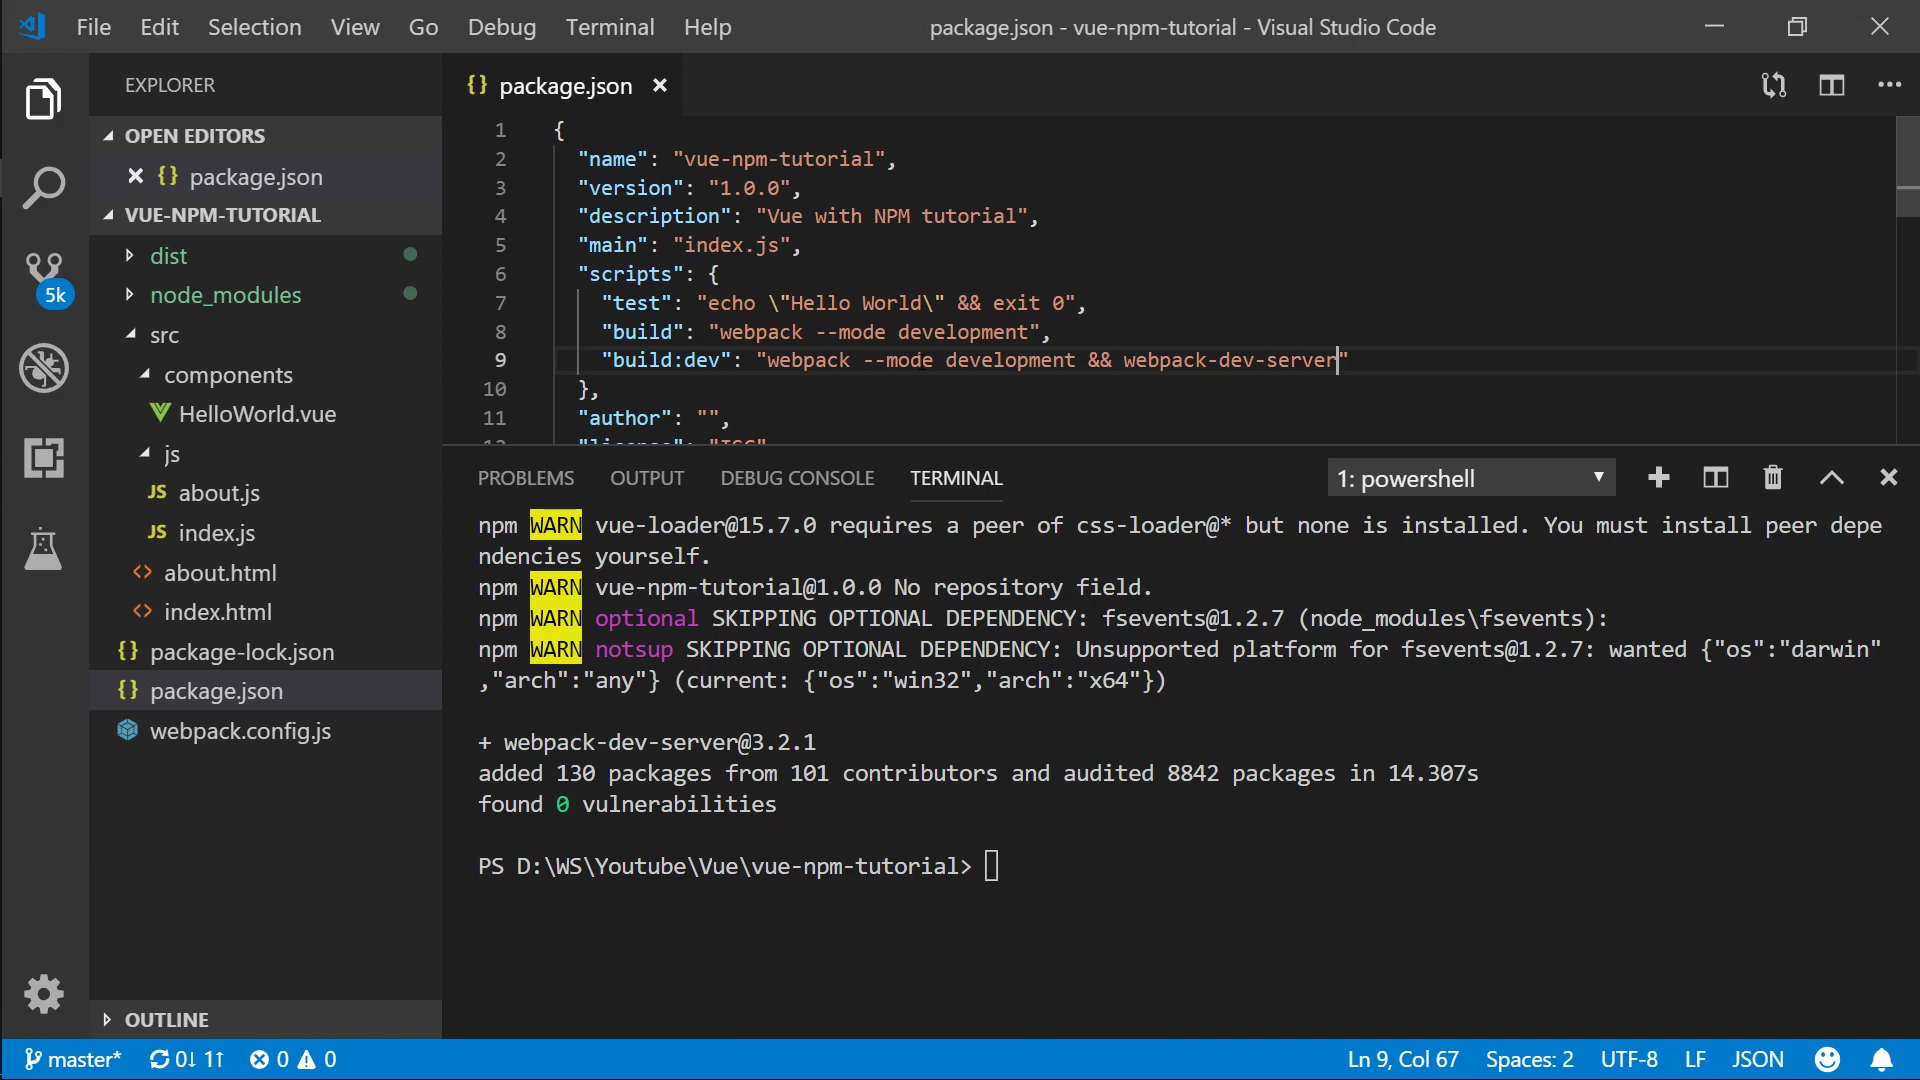 File Edit Selection View Go Debug Terminal Help
package.json - vue-npm-tutorial - Visual Studio Code
EXPLORER
OPEN EDITORS
{} package.json
VUE-NPM-TUTORIAL
dist
node_modules
src
components
HelloWorld.vue
js
JS about.js
JS index.js
<> about.html
<> index.html
{} package-lock.json
{} package.json
webpack.config.js
OUTLINE
5k
{} package.json
1 {
2 "name": "vue-npm-tutorial",
3 "version": "1.0.0",
4 "description": "Vue with NPM tutorial",
5 "main": "index.js",
6 "scripts": {
7 "test": "echo \"Hello World\" && exit 0",
8 "build": "webpack --mode development",
9 "build:dev": "webpack --mode development && webpack-dev-server"
10 },
11 "author": "",
12 "license": "ISC"
PROBLEMS OUTPUT DEBUG CONSOLE TERMINAL 1: powershell
npm WARN vue-loader@15.7.0 requires a peer of css-loader@* but none is installed. You must install peer depe
ndencies yourself.
npm WARN vue-npm-tutorial@1.0.0 No repository field.
npm WARN optional SKIPPING OPTIONAL DEPENDENCY: fsevents@1.2.7 (node_modules\fsevents):
npm WARN notsup SKIPPING OPTIONAL DEPENDENCY: Unsupported platform for fsevents@1.2.7: wanted {"os":"darwin"
,"arch":"any"} (current: {"os":"win32","arch":"x64"})
+ webpack-dev-server@3.2.1
added 130 packages from 101 contributors and audited 8842 packages in 14.307s
found 0 vulnerabilities
PS D:\WS\Youtube\Vue\vue-npm-tutorial>
master* 0↓ 1↑ 0 0 Ln 9, Col 67 Spaces: 2 UTF-8 LF JSON